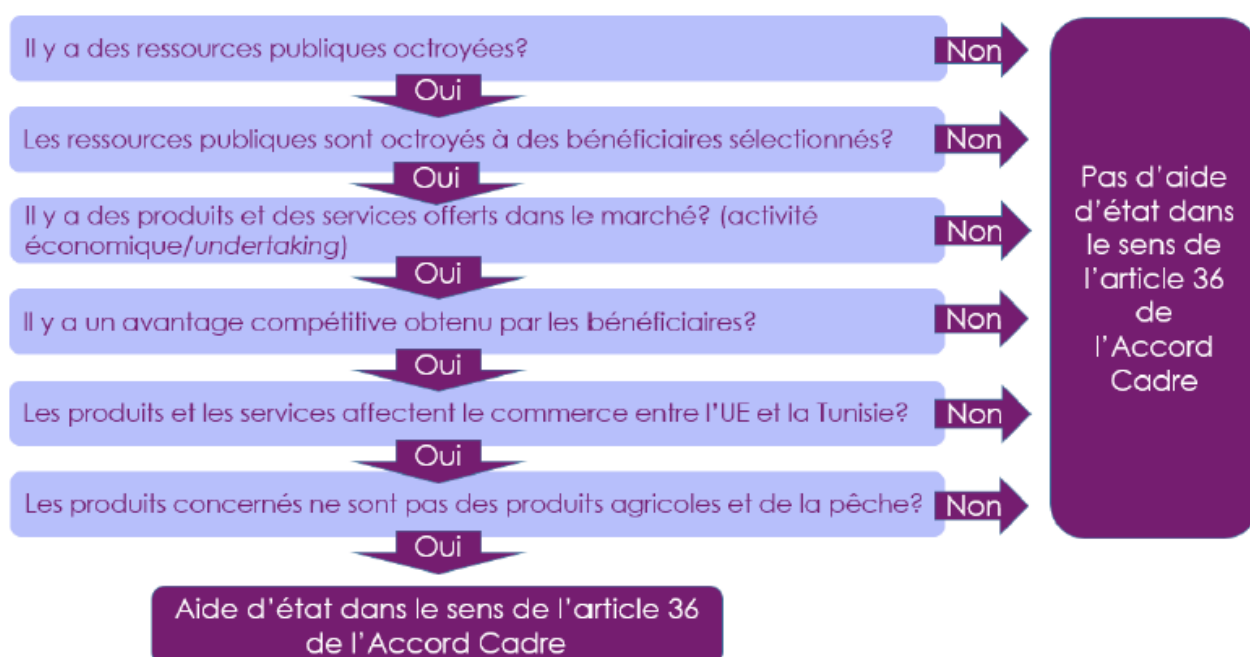 Il y a des ressources publiques octroyées?
Non
Oui
Les ressources publiques sont octroyés à des bénéficiaires sélectionnés?
Non
Oui
Il y a des produits et des services offerts dans le marché? (activité
économique/undertaking)
Non
Oui
Il y a un avantage compétitive obtenu par les bénéficiaires?
Non
Oui
Les produits et les services affectent le commerce entre l'UE et la Tunisie?
Non
Oui
Les produits concernés ne sont pas des produits agricoles et de la pêche?
Non
Oui
Aide d'état dans le sens de l'article 36
de l'Accord Cadre
Pas d'aide
d'état dans
le sens de
l'article 36
de
l'Accord
Cadre